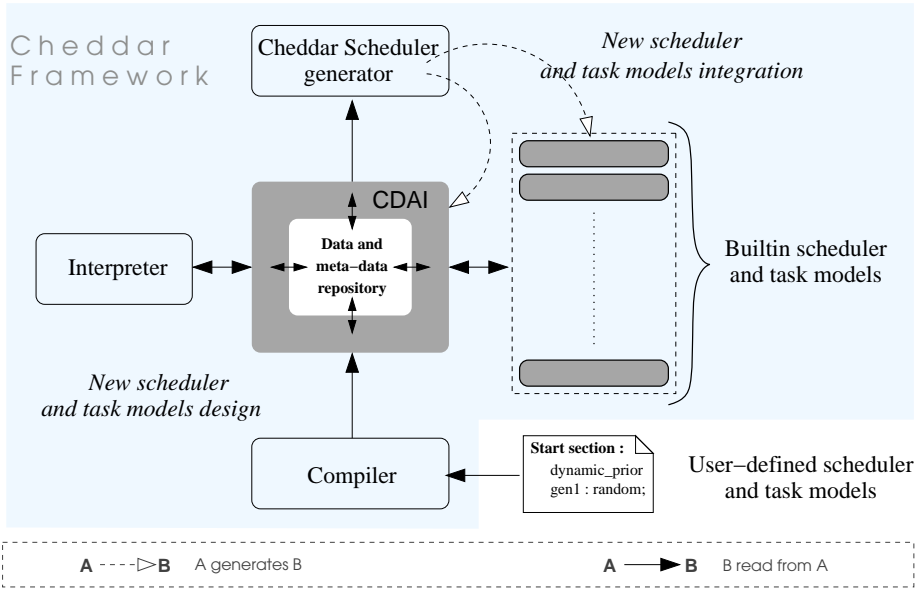 Cheddar
Framework
Cheddar Scheduler
generator
New scheduler
and task models integration
CDAI
Data and
meta−data
repository
Interpreter
Builtin scheduler
and task models
New scheduler
and task models design
Compiler
Start section :
dynamic_prior
gen1 : random;
User−defined scheduler
and task models
A B A generates B
A B B read from A